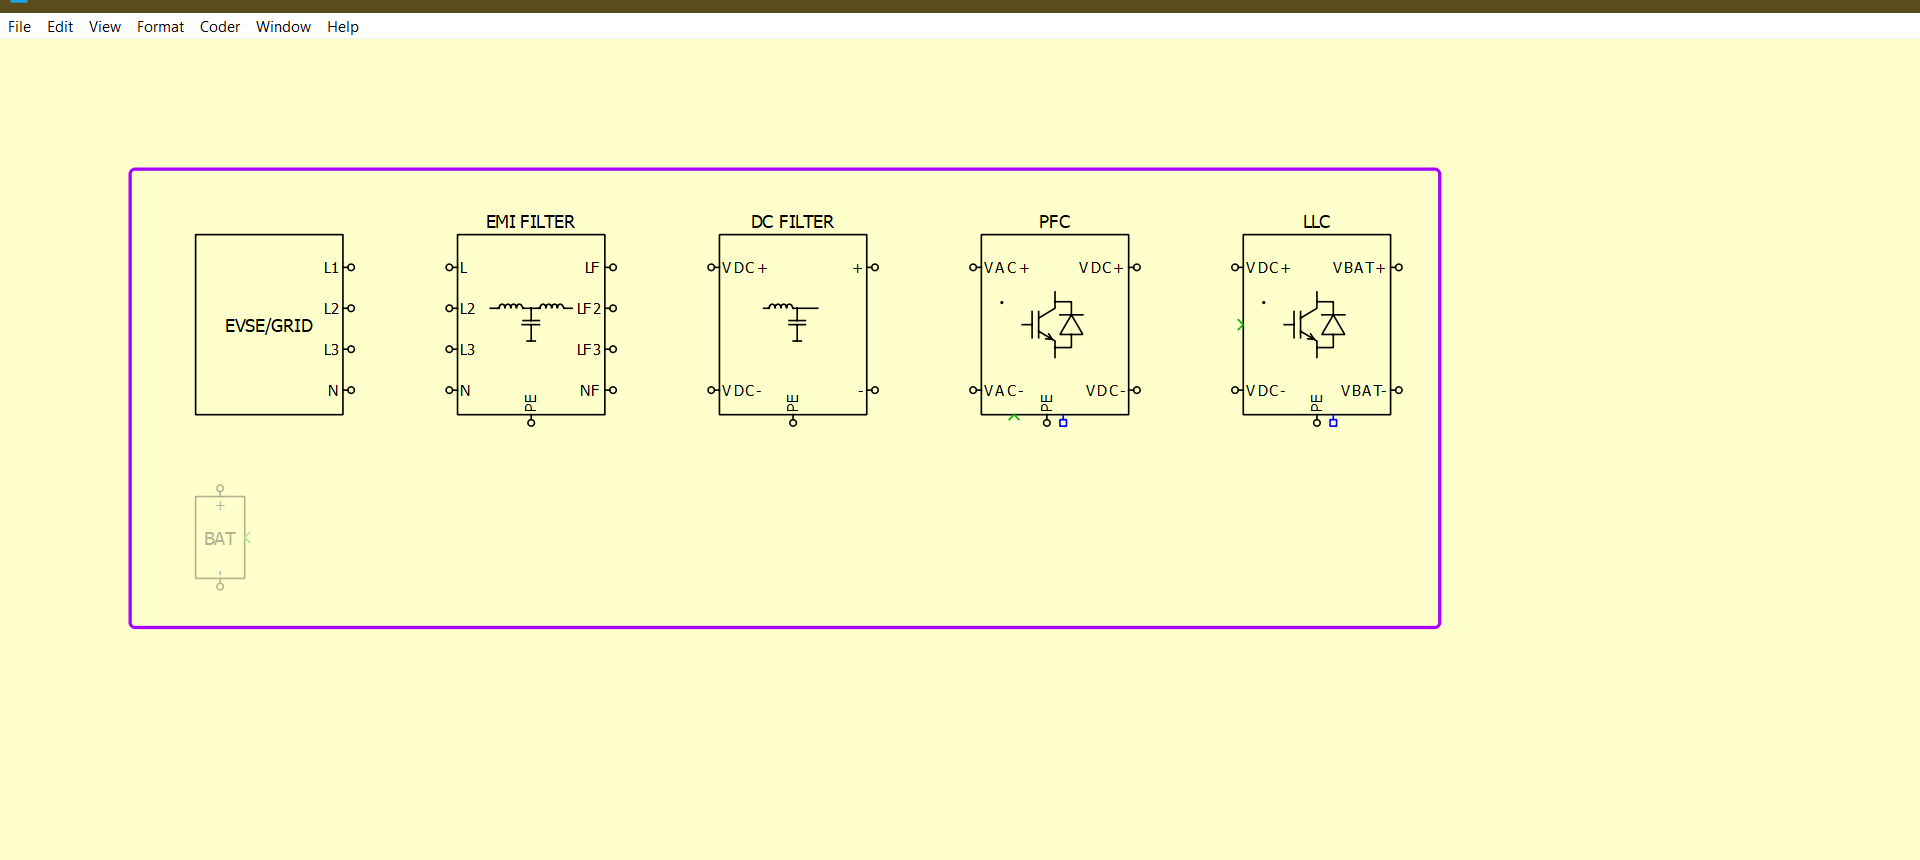 File Edit View Format Coder Window Help
EMI FILTER DC FILTER PFC LLC
L1 L LF VDC+ + VAC+ VDC+ VDC+ VBAT+
L2 L2 LF2
EVSE/GRID
L3 L3 LF3
N N NF VDC- - VAC- VDC- VDC- VBAT-
PE PE PE PE
+
BAT
-